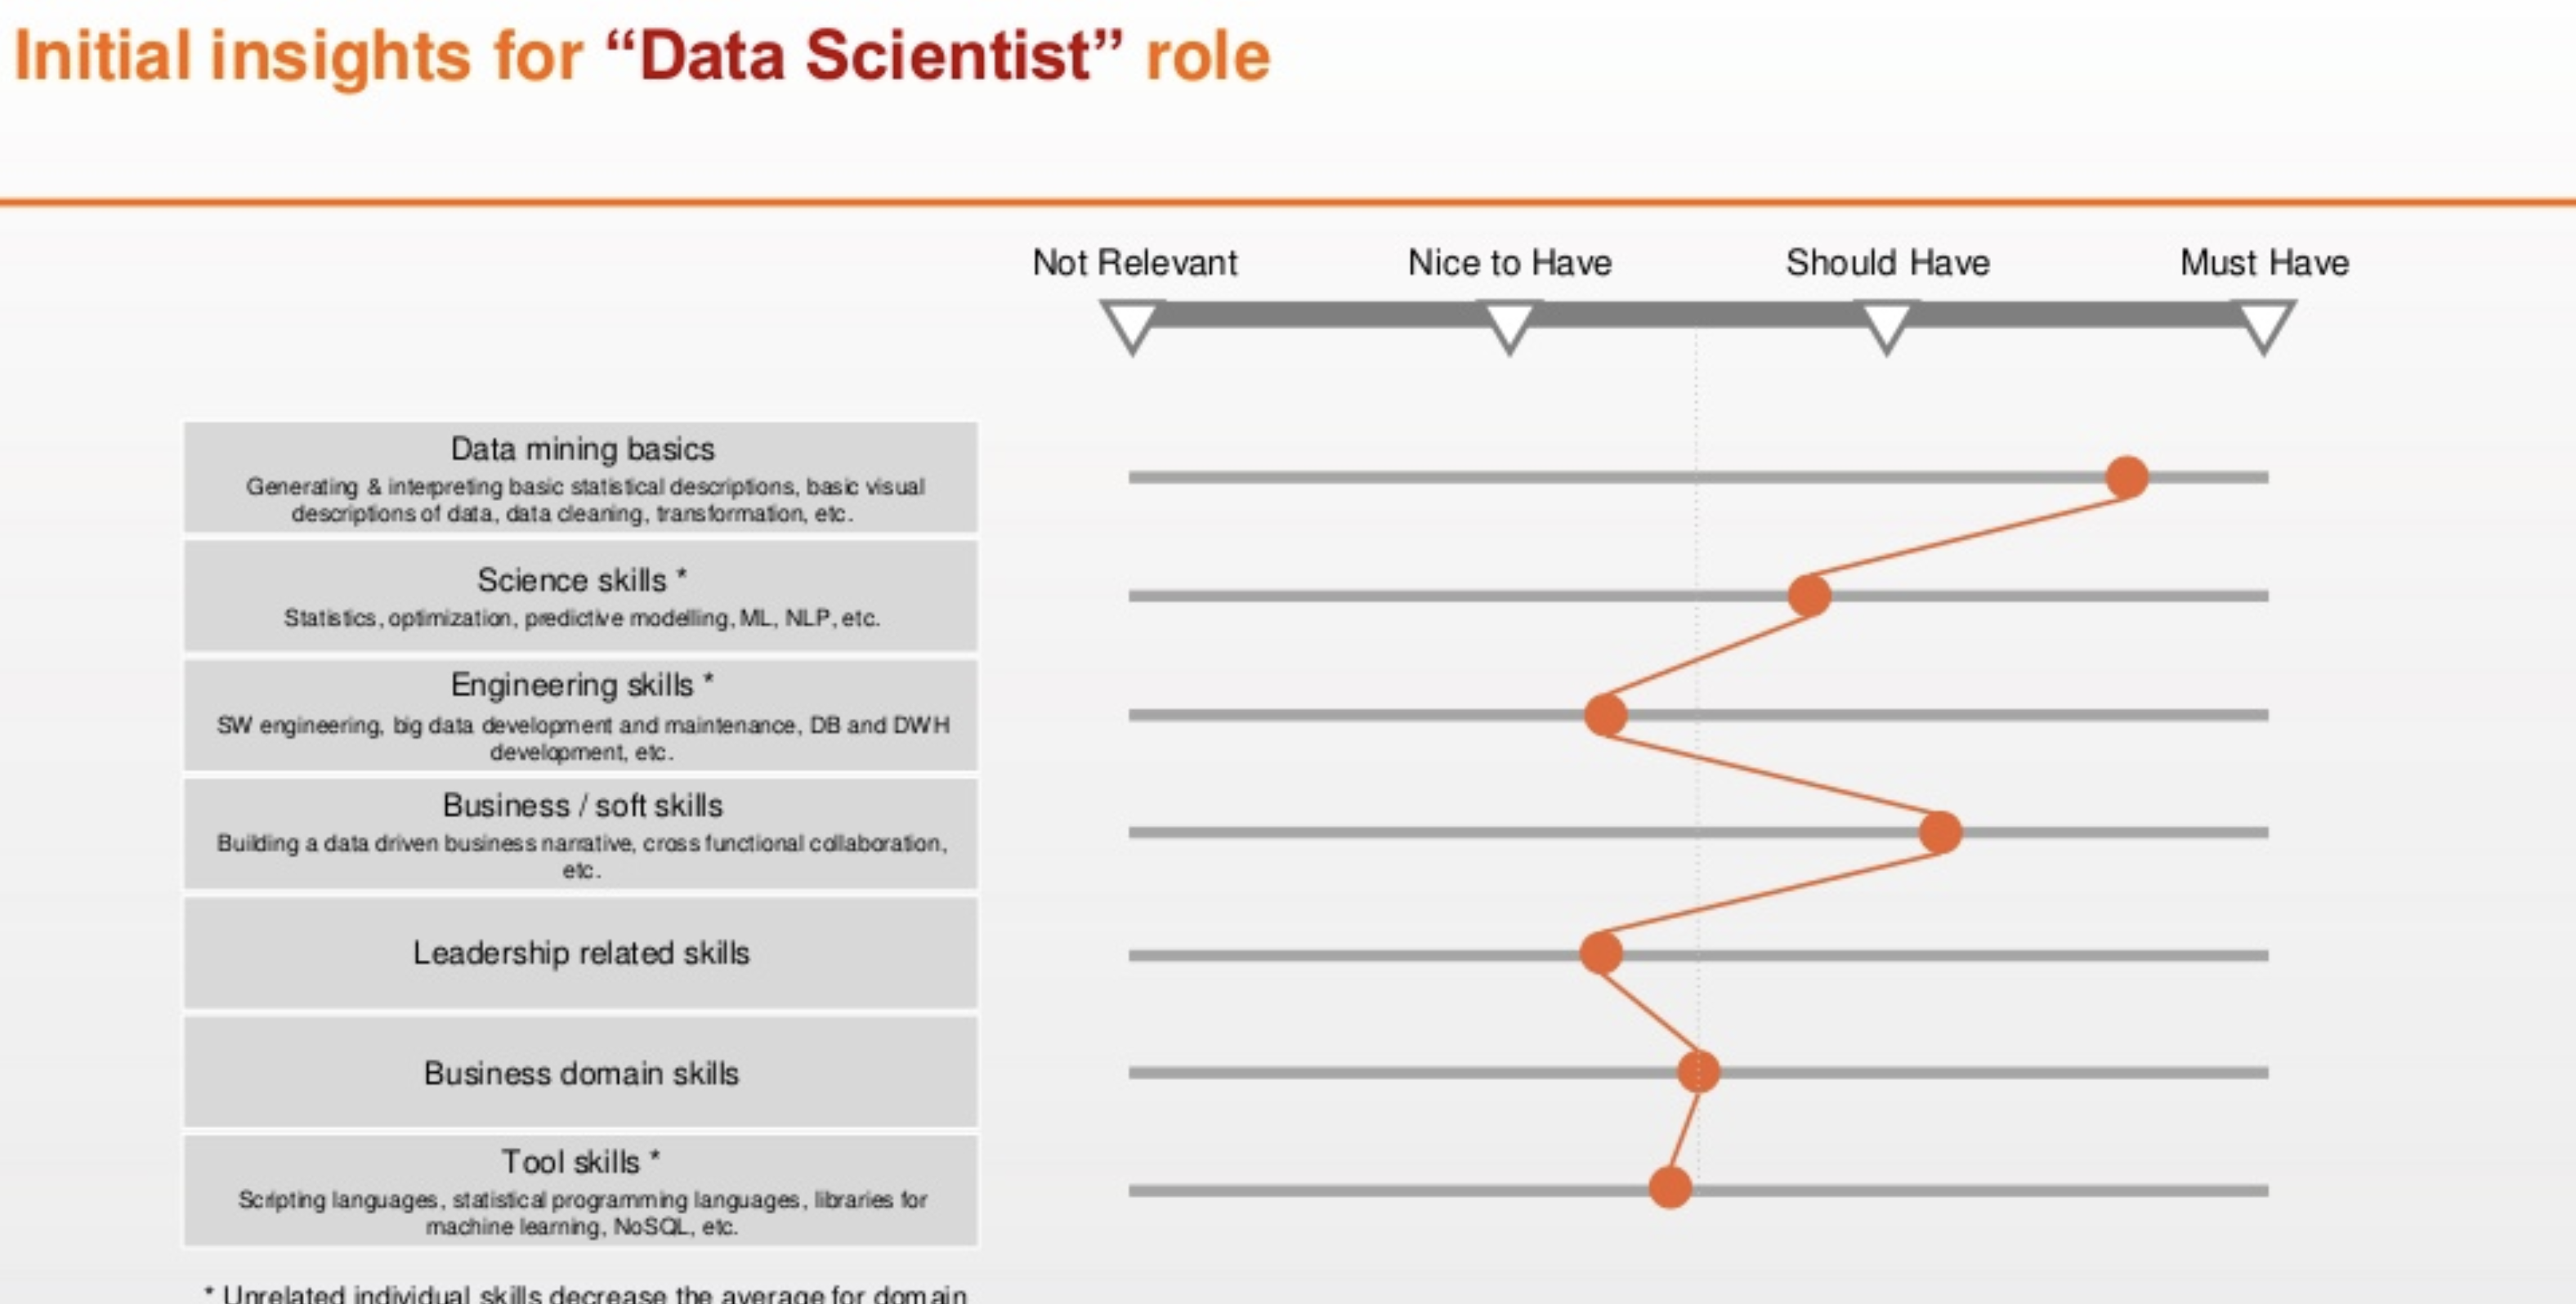 Initial insights for “Data Scientist” role
Not Relevant
Nice to Have
Should Have
Must Have
Data mining basics
Generating & interpreting basic statistical descriptions, basic visual
descriptions of data, data cleaning, transformation, etc.
Science skills *
Statistics, optimization, predictive modelling, ML, NLP, etc.
Engineering skills *
SW engineering, big data development and maintenance, DB and DWH
development, etc.
Business / soft skills
Building a data driven business narrative, cross functional collaboration,
etc.
Leadership related skills
Business domain skills
Tool skills *
Scripting languages, statistical programming languages, libraries for
machine learning, NoSQL, etc.
* Unrelated individual skills decrease the average for domain